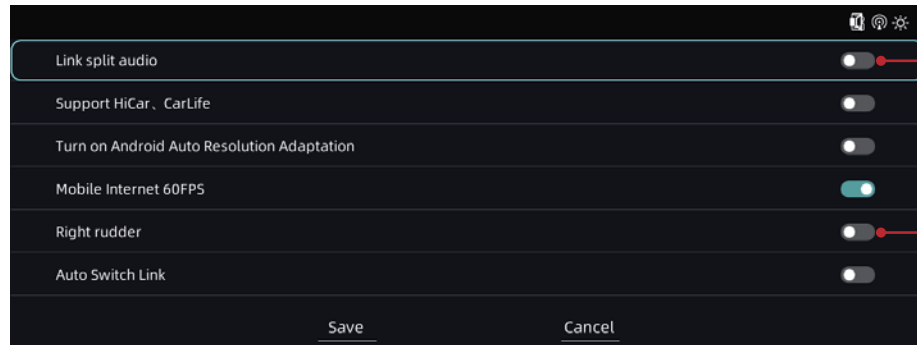 Link split audio
Support HiCar、CarLife
Turn on Android Auto Resolution Adaptation
Mobile Internet 60FPS
Right rudder
Auto Switch Link
Save Cancel